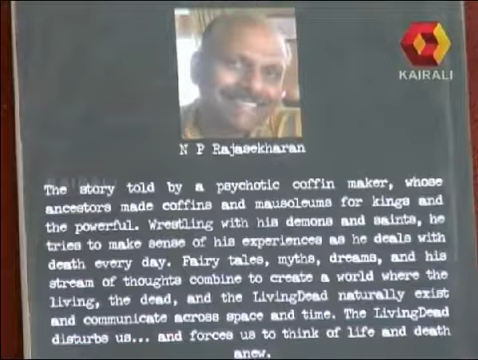 KAIRALI
N P Rajasekharan
The story told by a psychotic coffin maker, whose
ancestors made coffins and mausoleums for kings and
the powerful. Wrestling with his demons and saints, he
tries to make sense of his experiences as he deals with
death every day. Fairy tales, myths, dreams, and his
stream of thoughts combine to create a world where the
living, the dead, and the LivingDead naturally exist
and communicate across space and time. The LivingDead
disturbs us... and forces us to think of life and death
anew.